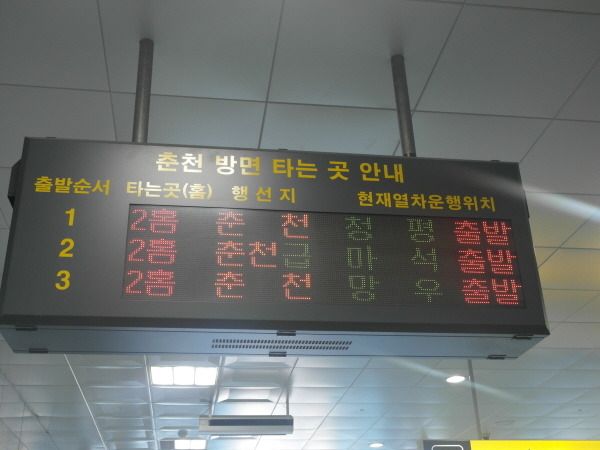 춘천 방면 타는 곳 안내
출발순서 타는곳(홈) 행 선 지 현재열차운행위치
1 2홈 춘 천 청 평 출발
2 2홈 춘천급 마 석 출발
3 2홈 춘 천 망 우 출발